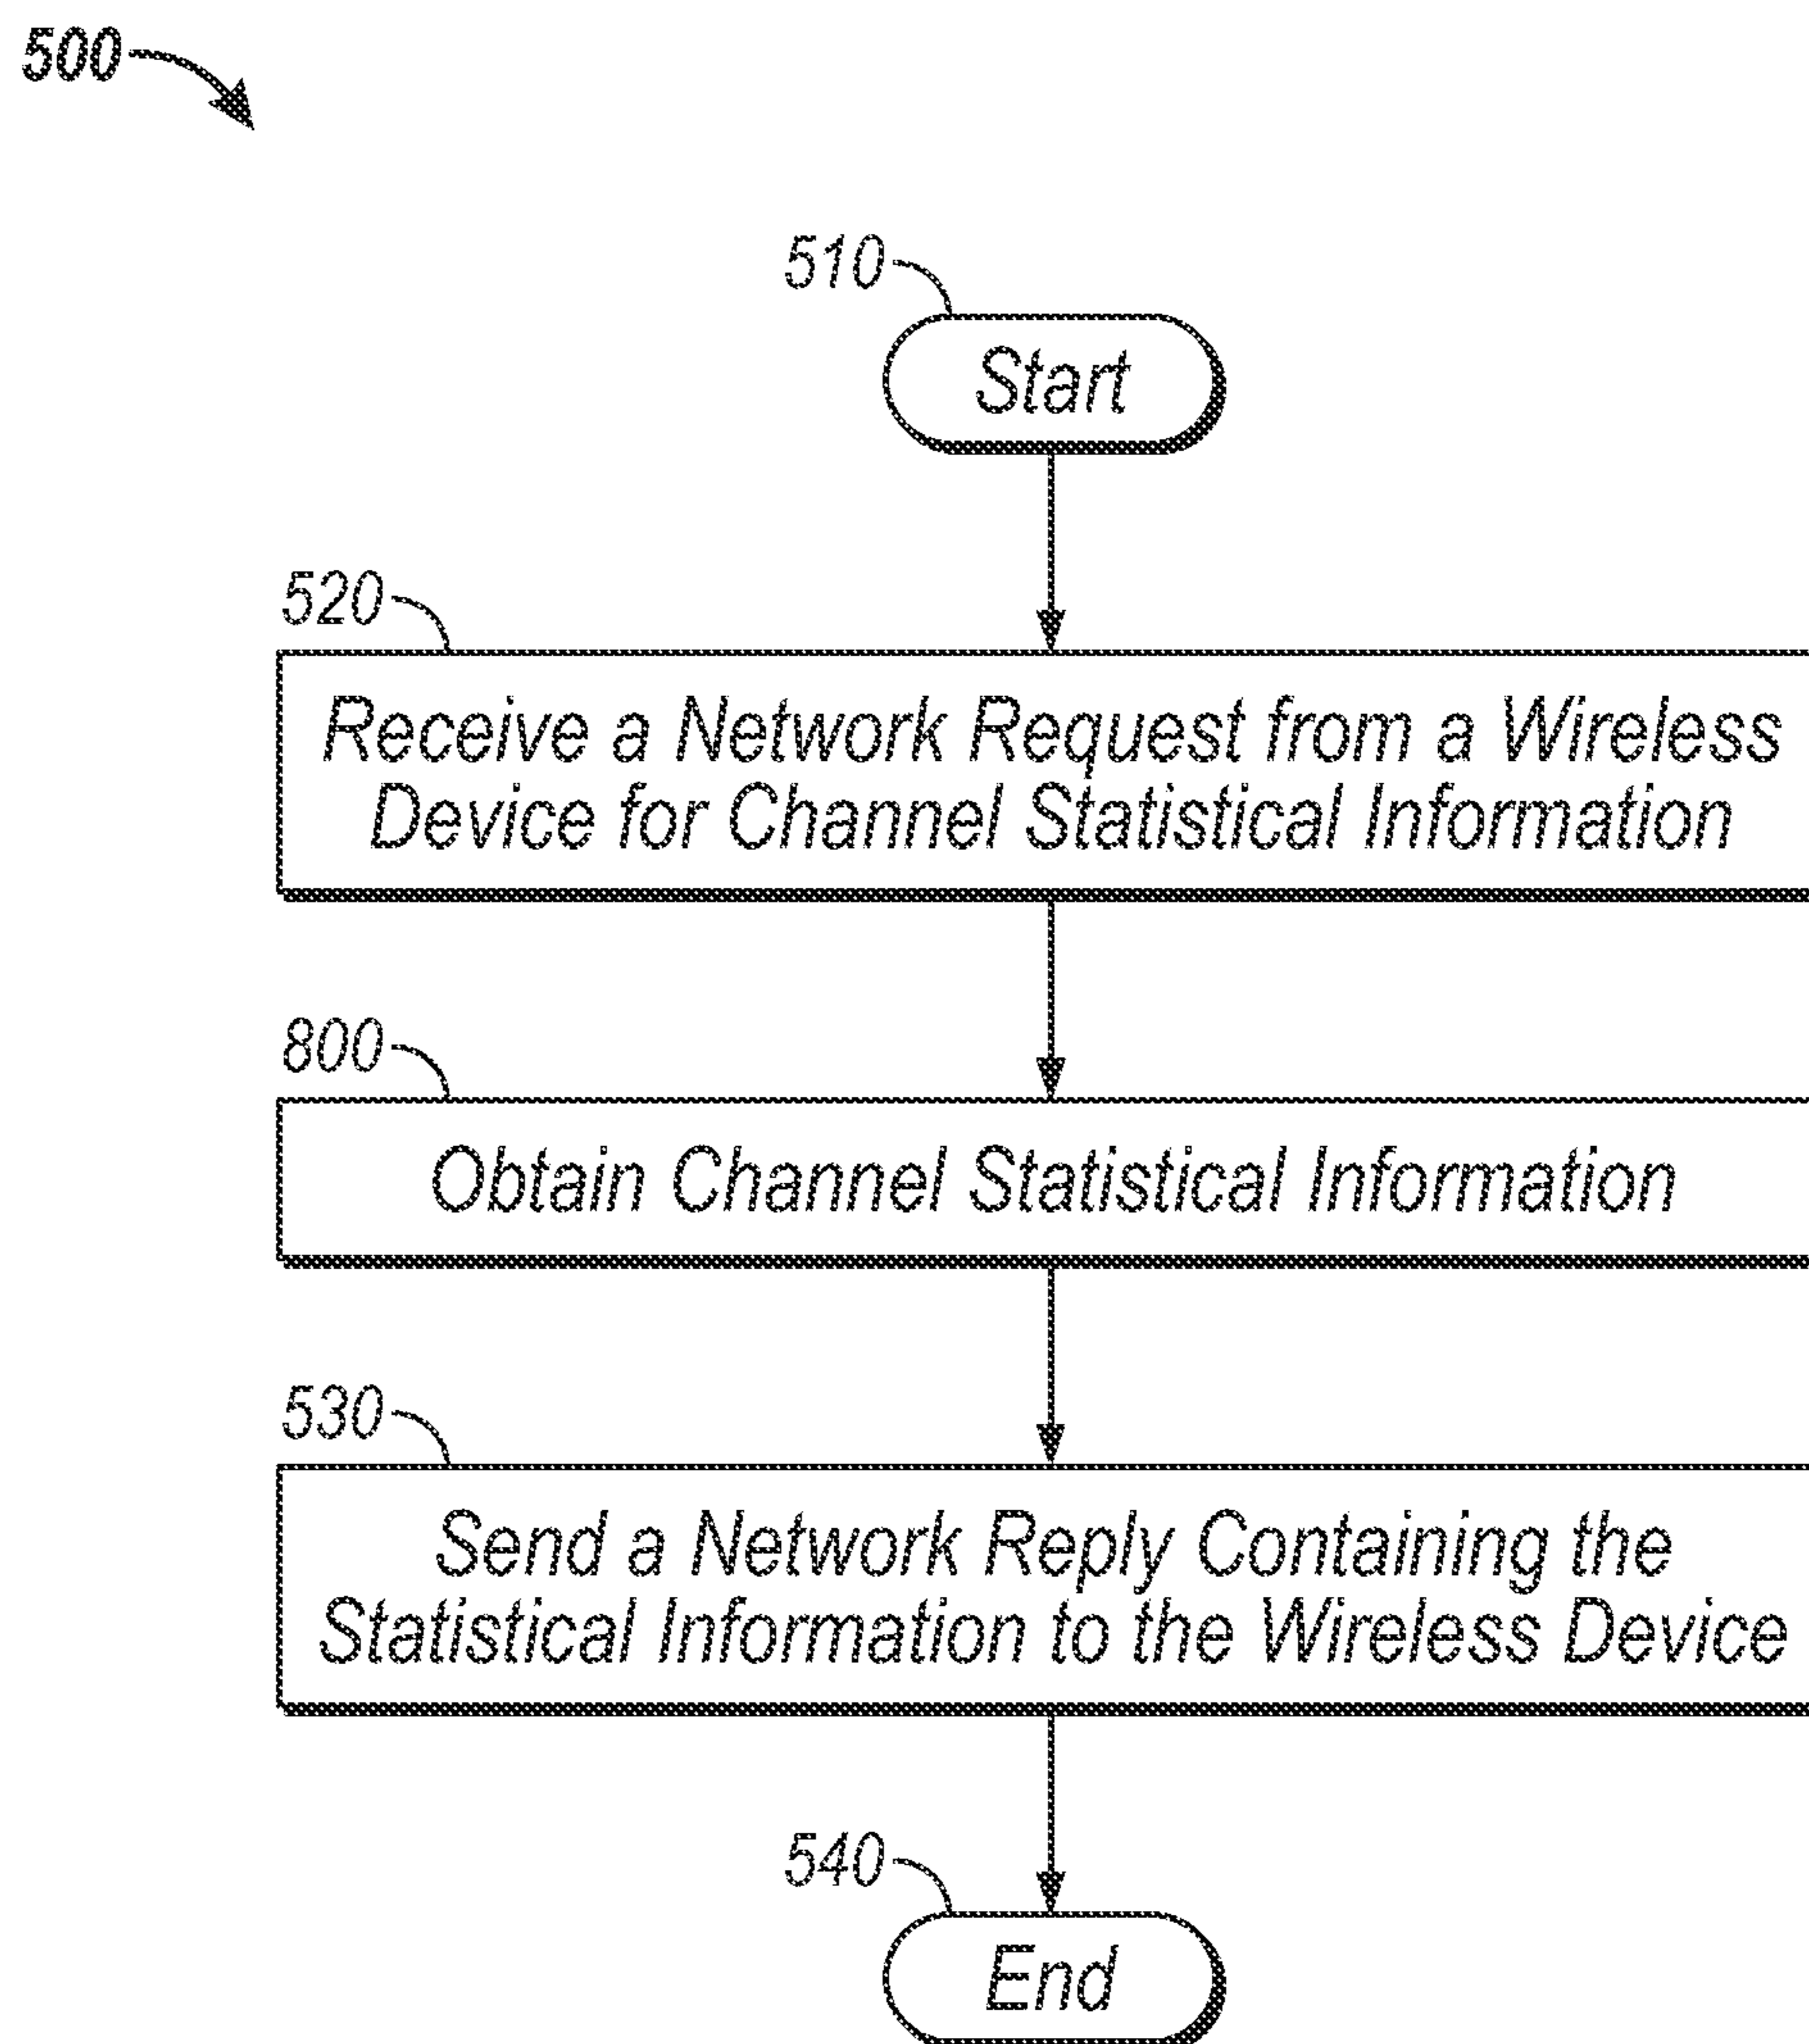 500
510
Start
520
Receive a Network Request from a Wireless
Device for Channel Statistical Information
800
Obtain Channel Statistical Information
530
Send a Network Reply Containing the
Statistical Information to the Wireless Device
540
End